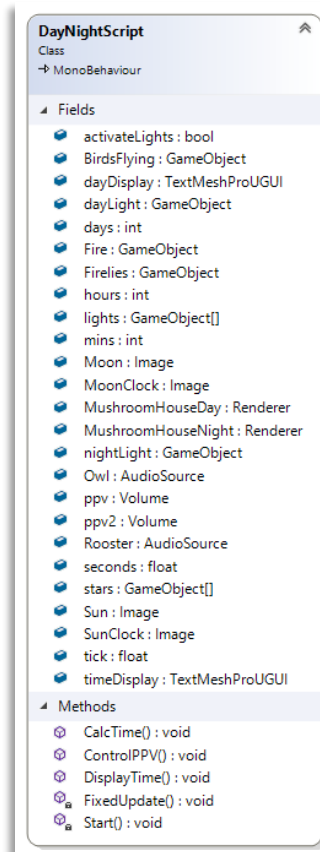 DayNightScript
Class
MonoBehaviour
Fields
activateLights : bool
BirdsFlying : GameObject
dayDisplay : TextMeshProUGUI
dayLight : GameObject
days : int
Fire : GameObject
Firelies : GameObject
hours : int
lights : GameObject[]
mins : int
Moon : Image
MoonClock : Image
MushroomHouseDay : Renderer
MushroomHouseNight : Renderer
nightLight : GameObject
Owl : AudioSource
ppv : Volume
ppv2 : Volume
Rooster : AudioSource
seconds : float
stars : GameObject[]
Sun : Image
SunClock : Image
tick : float
timeDisplay : TextMeshProUGUI
Methods
CalcTime() : void
ControlPPV() : void
DisplayTime() : void
FixedUpdate() : void
Start() : void